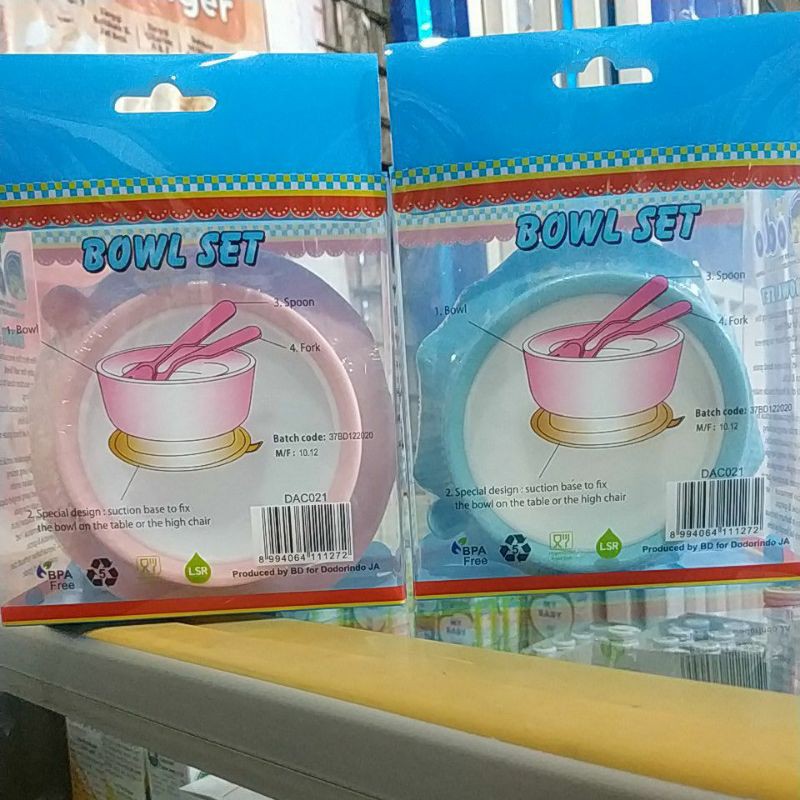 BOWL SET
3. Spoon
1. Bowl
4. Fork
Batch code: 37BD122020
M/F: 10.12
2. Special design : suction base to fix
the bowl on the table or the high chair
DAC021
8 994064 111272
BPA
Free
5
LSR
Produced by BD for Dodorindo JA
BOWL SET
3. Spoon
1. Bowl
4. Fork
Batch code: 37BD122020
M/F: 10.12
2. Special design : suction base to fix
the bowl on the table or the high chair
DAC021
8 994064 111272
BPA
Free
5
LSR
Produced by BD for Dodorindo JA